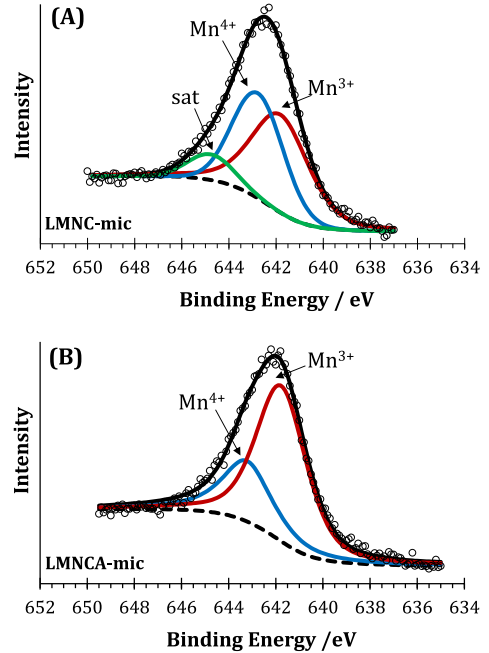 (A)
Mn⁴⁺
Mn³⁺
sat
Intensity
LMNC-mic
652 650 648 646 644 642 640 638 636 634
Binding Energy / eV
(B)
Mn³⁺
Mn⁴⁺
Intensity
LMNCA-mic
652 650 648 646 644 642 640 638 636 634
Binding Energy /eV